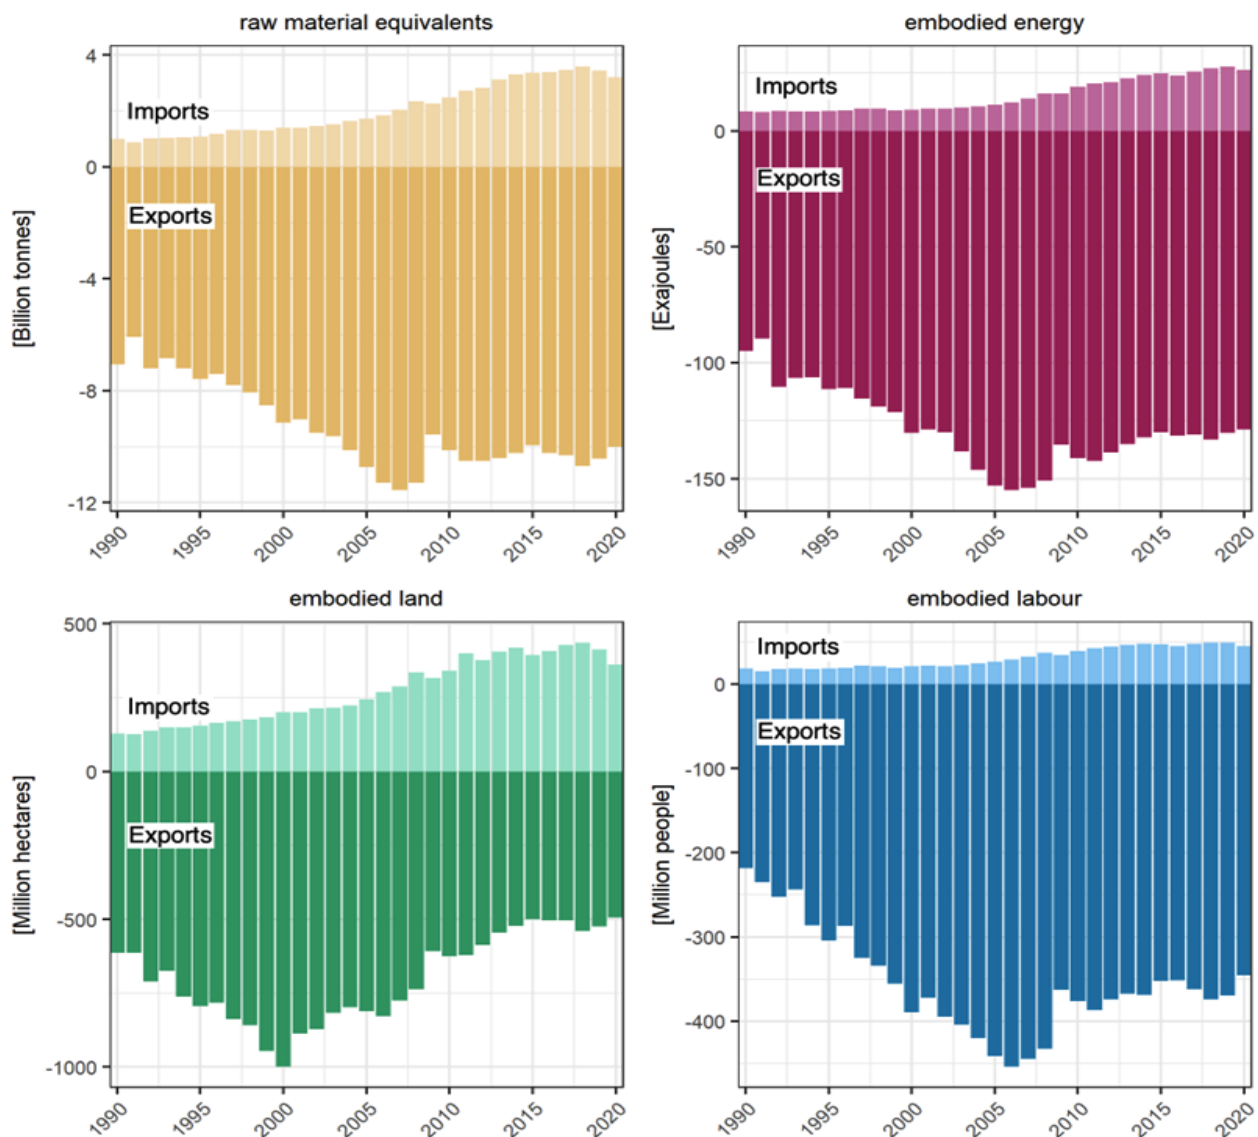 raw material equivalents
4
0
-4
-8
-12
[Billion tonnes]
Imports
Exports
1990
1995
2000
2005
2010
2015
2020
embodied energy
0
-50
-100
-150
[Exajoules]
Imports
Exports
1990
1995
2000
2005
2010
2015
2020
embodied land
500
0
-500
-1000
[Million hectares]
Imports
Exports
1990
1995
2000
2005
2010
2015
2020
embodied labour
0
-100
-200
-300
-400
[Million people]
Imports
Exports
1990
1995
2000
2005
2010
2015
2020